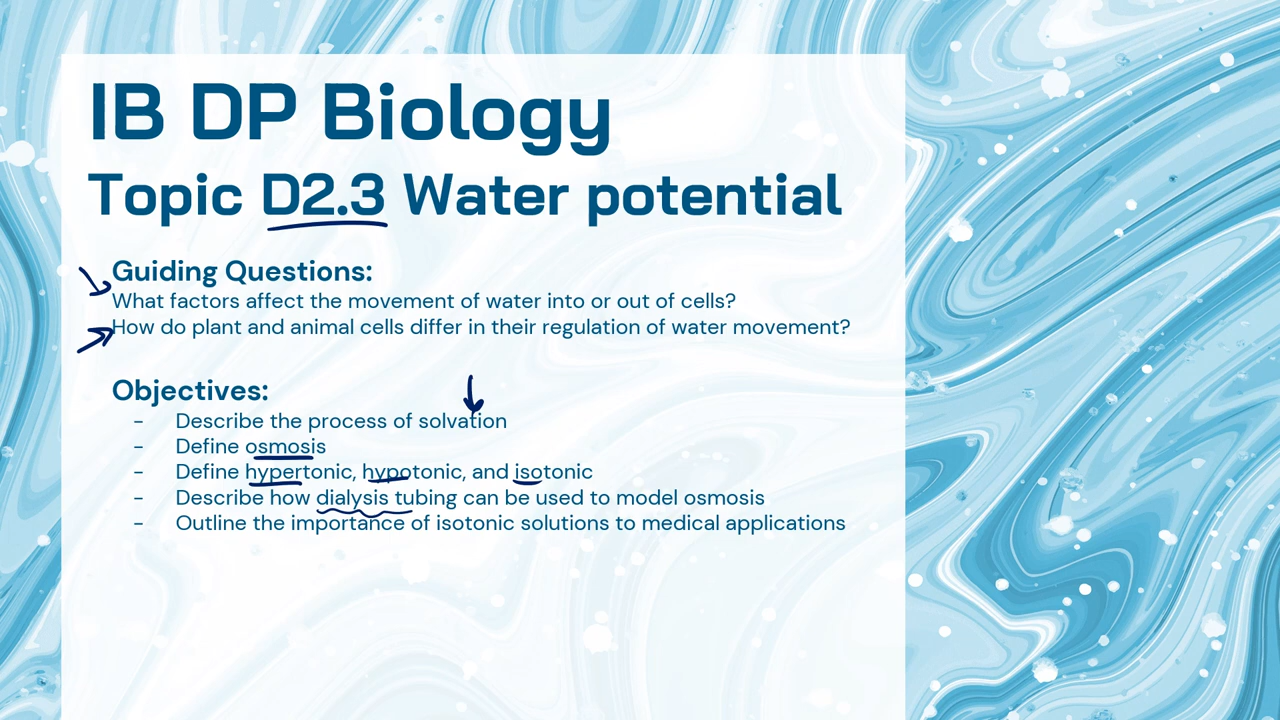 IB DP Biology
Topic D2.3 Water potential
Guiding Questions:
What factors affect the movement of water into or out of cells?
How do plant and animal cells differ in their regulation of water movement?
Objectives:
- Describe the process of solvation
- Define osmosis
- Define hypertonic, hypotonic, and isotonic
- Describe how dialysis tubing can be used to model osmosis
- Outline the importance of isotonic solutions to medical applications